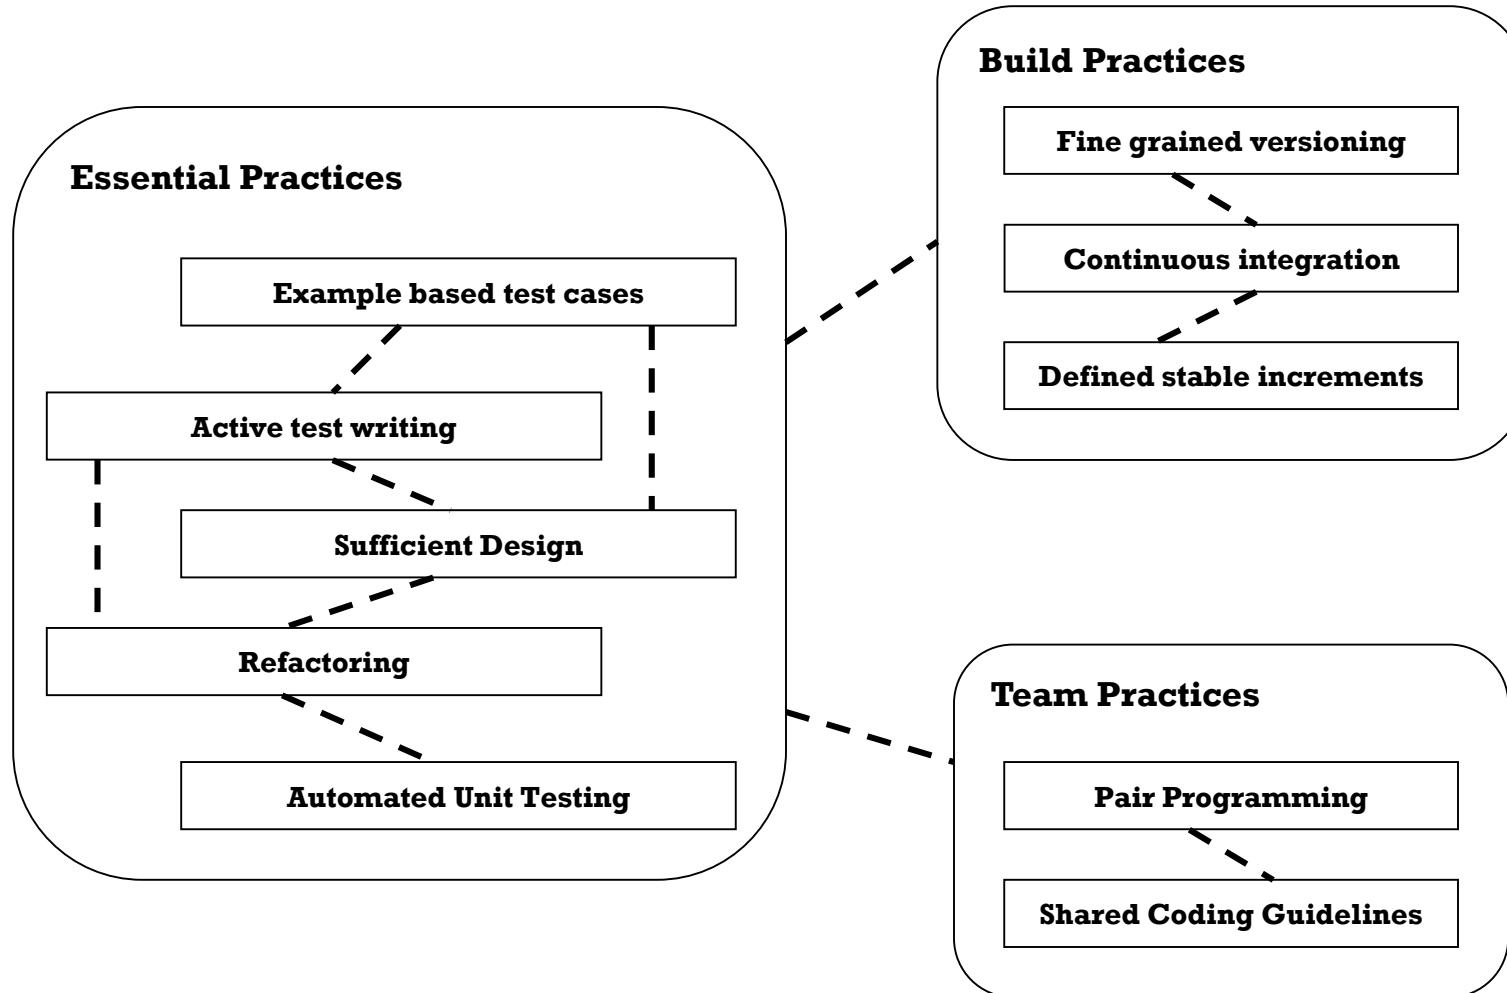 Essential Practices
Example based test cases
Active test writing
Sufficient Design
Refactoring
Automated Unit Testing
Build Practices
Fine grained versioning
Continuous integration
Defined stable increments
Team Practices
Pair Programming
Shared Coding Guidelines